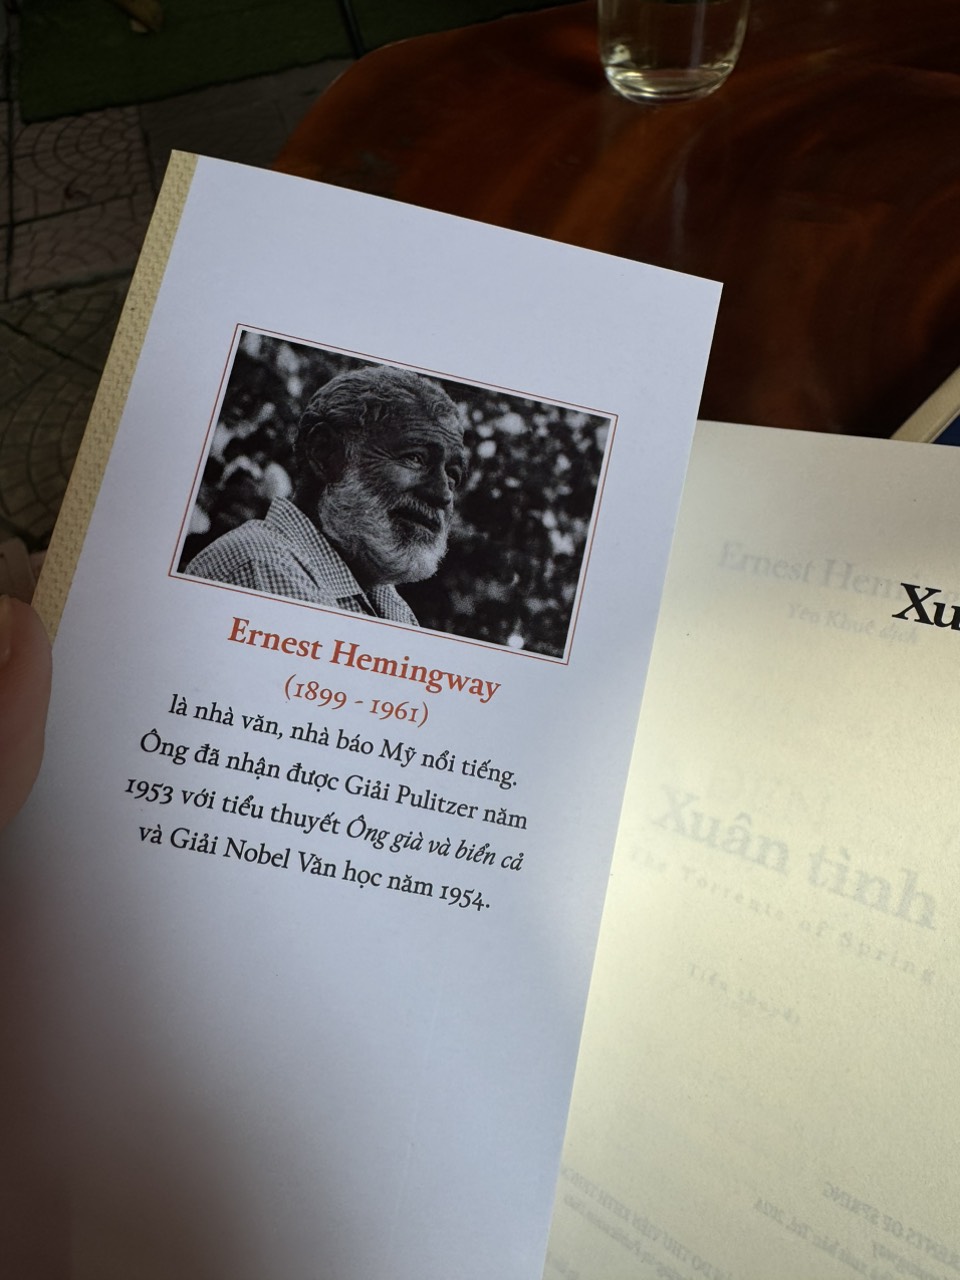 Ernest Hemingway
(1899 - 1961)
là nhà văn, nhà báo Mỹ nổi tiếng.
Ông đã nhận được Giải Pulitzer năm
1953 với tiểu thuyết Ông già và biển cả
và Giải Nobel Văn học năm 1954.
Xu
Ernest Hem
Yên Khuê dịch
Xuân tình
The Torrents of Spring
Tiểu thuyết